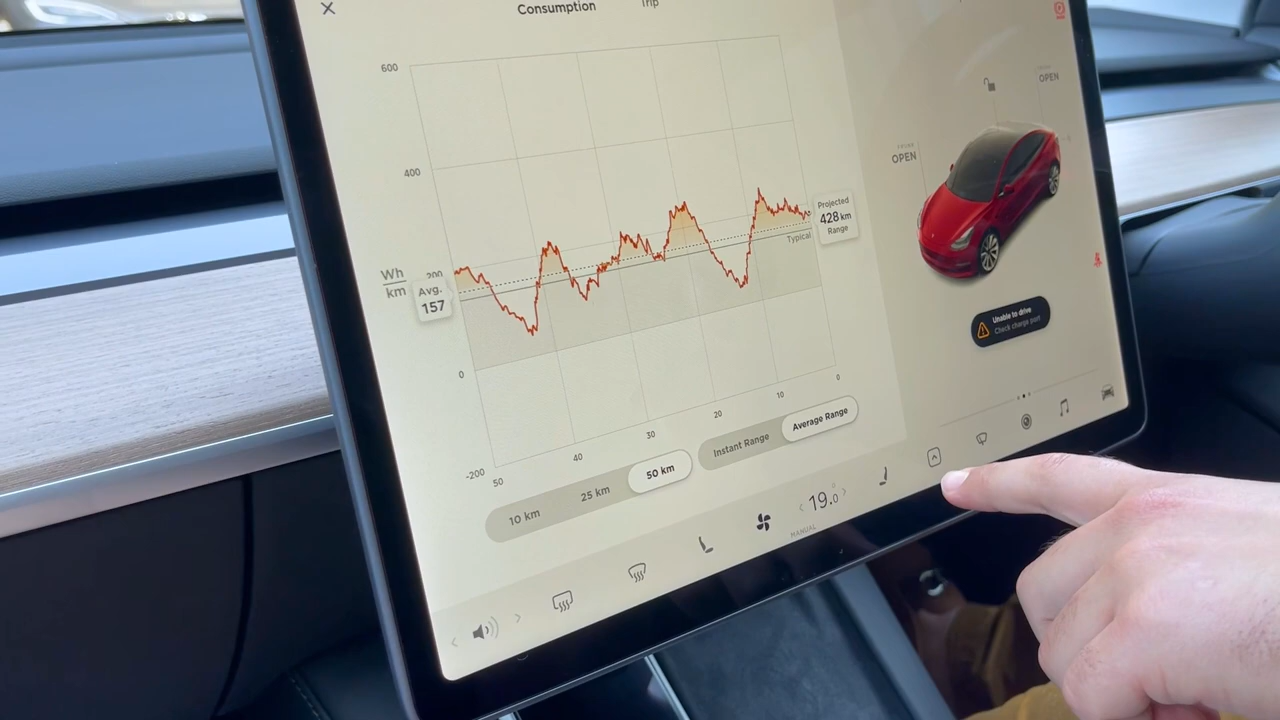 Consumption
Trip
600
400
200
0
-200
Wh
km
Avg.
157
Projected
428 km
Range
Typical
50
40
30
20
10
0
10 km
25 km
50 km
Instant Range
Average Range
OPEN
OPEN
Unable to drive
Check charge port
19.0
MANUAL